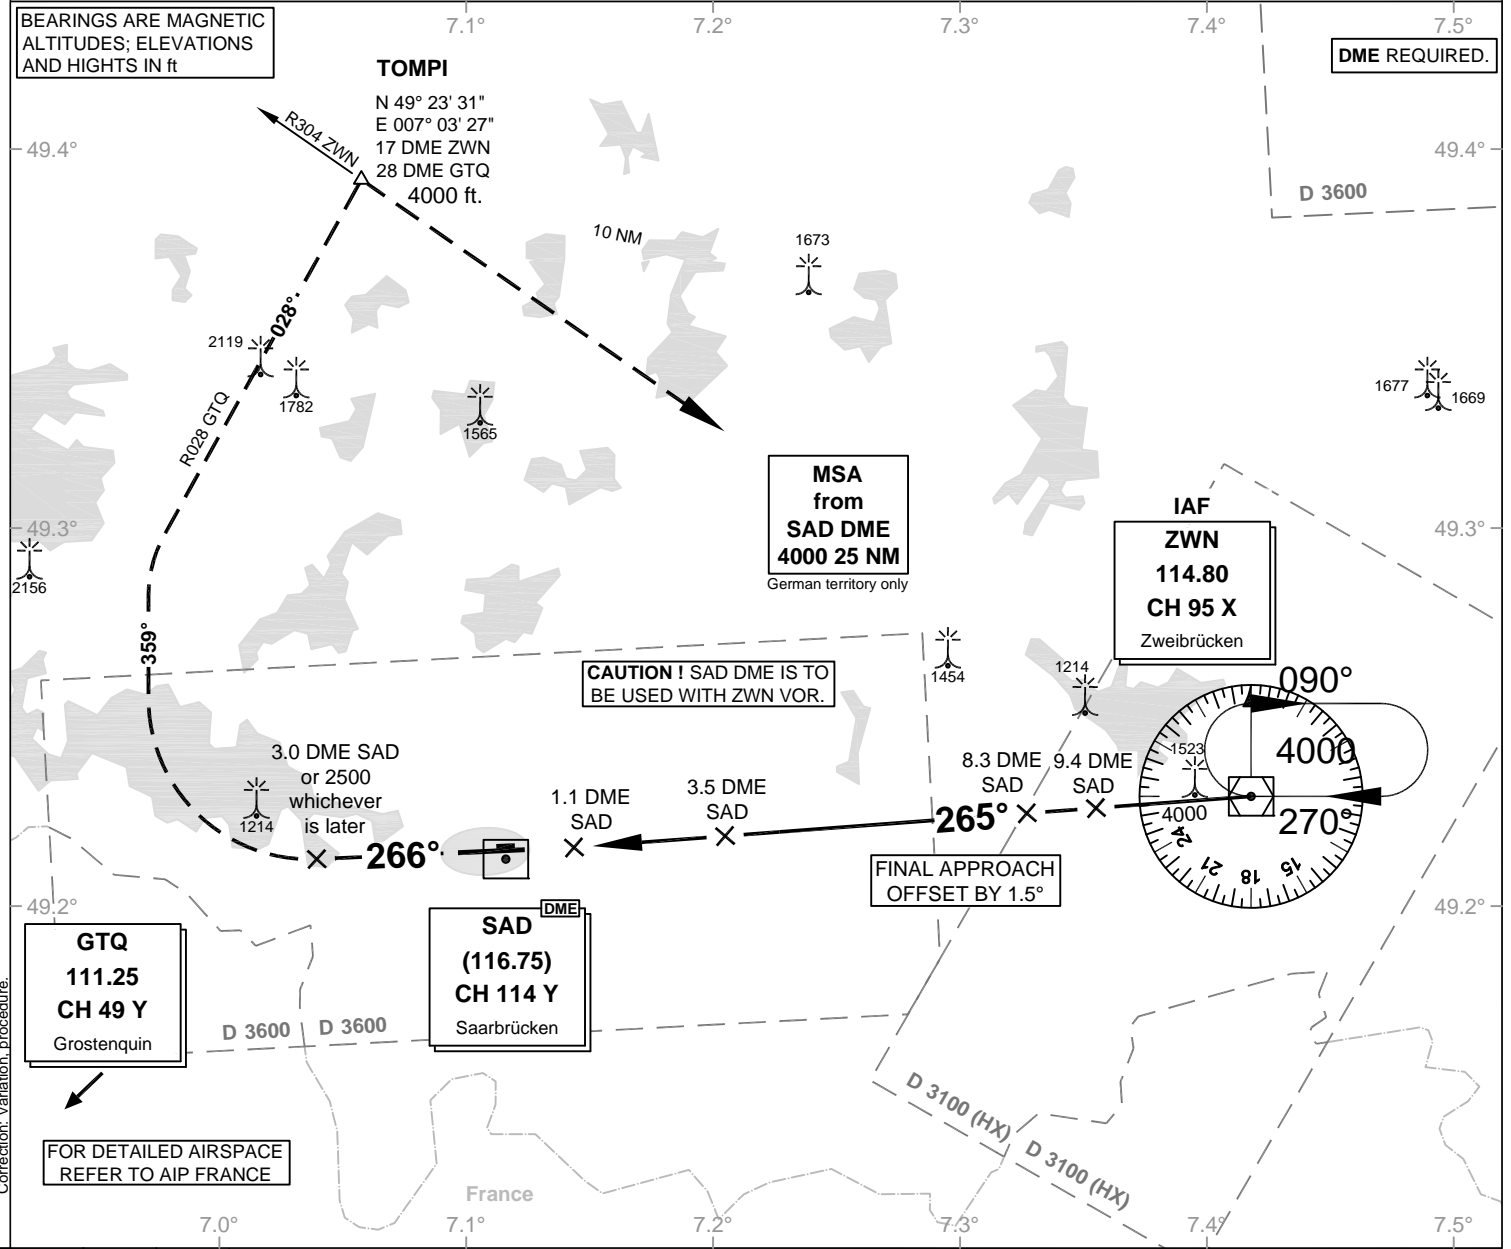 BEARINGS ARE MAGNETIC
ALTITUDES; ELEVATIONS
AND HIGHTS IN ft
7.1°
7.2°
7.3°
7.4°
7.5°
DME REQUIRED.
TOMPI
N 49° 23' 31"
E 007° 03' 27"
17 DME ZWN
28 DME GTQ
4000 ft.
R304 ZWN
49.4°
49.4°
D 3600
10 NM
1673
028°
2119
1782
1565
R028 GTQ
1677
1669
MSA
from
SAD DME
4000 25 NM
German territory only
IAF
ZWN
114.80
CH 95 X
Zweibrücken
49.3°
49.3°
2156
359°
CAUTION ! SAD DME IS TO
BE USED WITH ZWN VOR.
1454
1214
090°
4000
270°
1523
4000
24
21
18
15
3.0 DME SAD
or 2500
whichever
is later
1214
1.1 DME
SAD
3.5 DME
SAD
8.3 DME
SAD
9.4 DME
SAD
265°
266°
FINAL APPROACH
OFFSET BY 1.5°
49.2°
49.2°
GTQ
111.25
CH 49 Y
Grostenquin
DME
SAD
(116.75)
CH 114 Y
Saarbrücken
D 3600
D 3600
D 3100 (HX)
D 3100 (HX)
FOR DETAILED AIRSPACE
REFER TO AIP FRANCE
France
Correction: Variation, procedure.
7.0°
7.1°
7.2°
7.3°
7.4°
7.5°